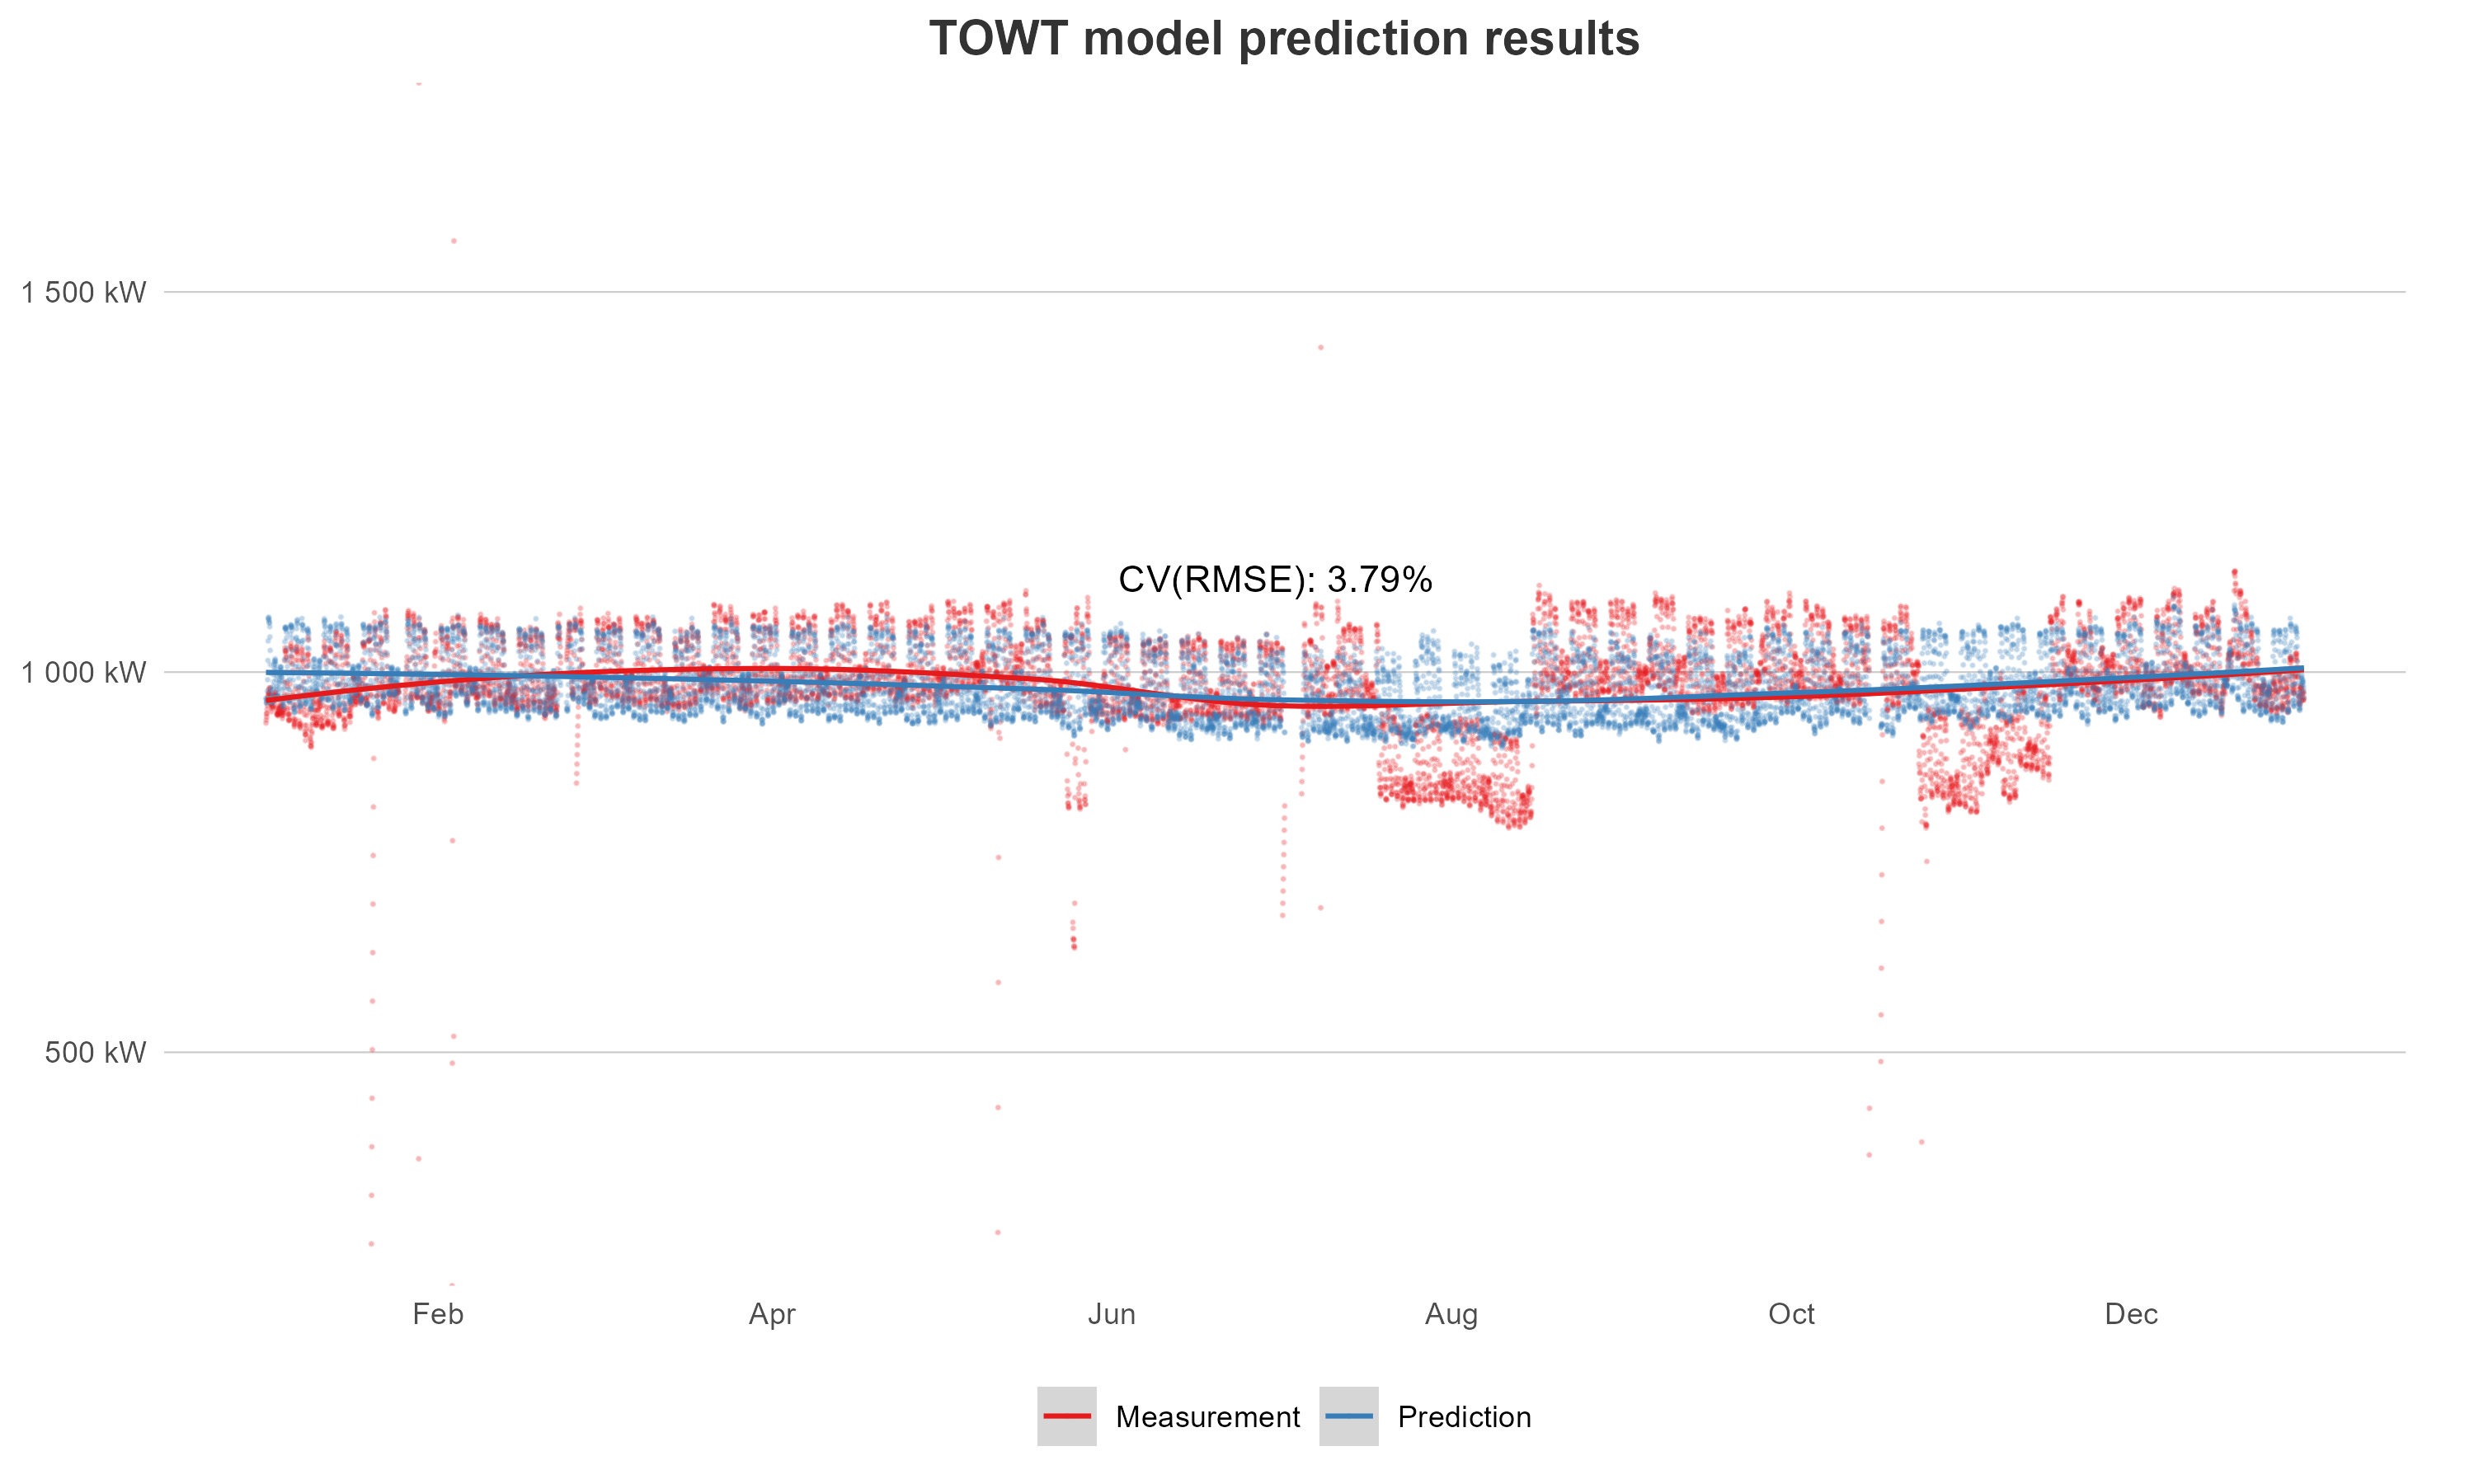 TOWT model prediction results
1 500 kW
CV(RMSE): 3.79%
1 000 kW
500 kW
Feb Apr Jun Aug Oct Dec
Measurement Prediction